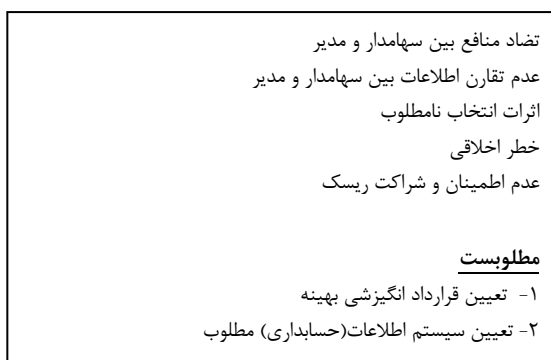 تضاد منافع بین سهامدار و مدیر
عدم تقارن اطلاعات بین سهامدار و مدیر
اثرات انتخاب نامطلوب
خطر اخلاقی
عدم اطمینان و شراکت ریسک
مطلوبست
۱- تعیین قرارداد انگیزشی بهینه
۲- تعیین سیستم اطلاعات(حسابداری) مطلوب